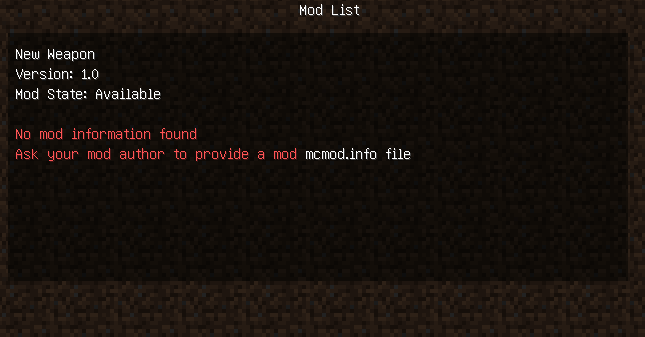 Mod List
New Weapon
Version: 1.0
Mod State: Available
No mod information found
Ask your mod author to provide a mod mcmod.info file